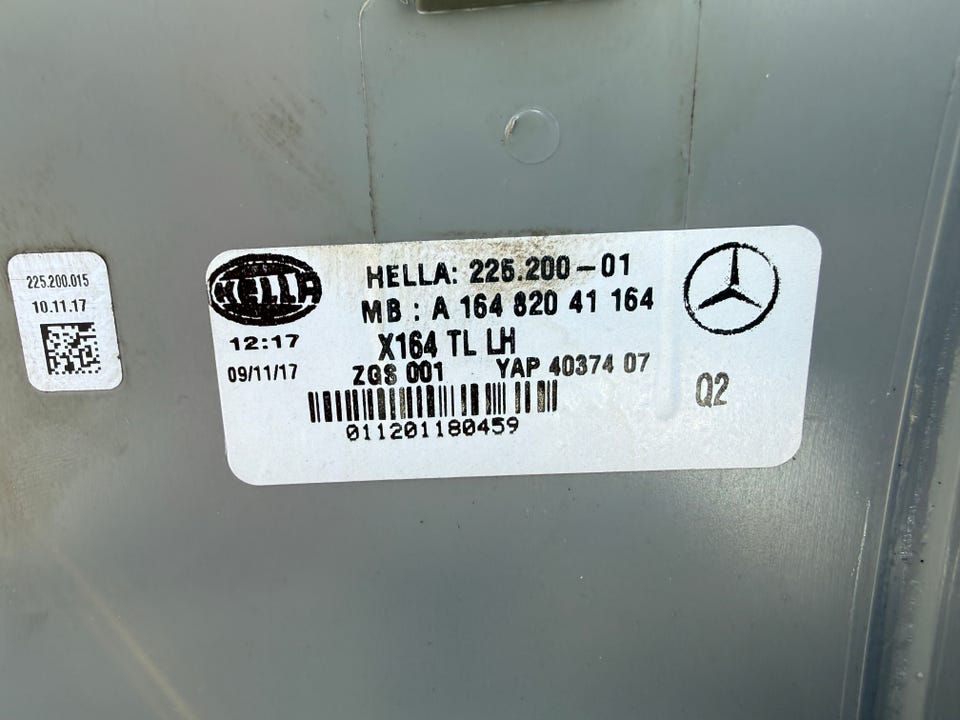 225.200.015
10.11.17
HELLA
HELLA: 225.200-01
MB : A 164 820 41 164
12:17
X164 TL LH
09/11/17
ZGS 001 YAP 40374 07
Q2
011201180459